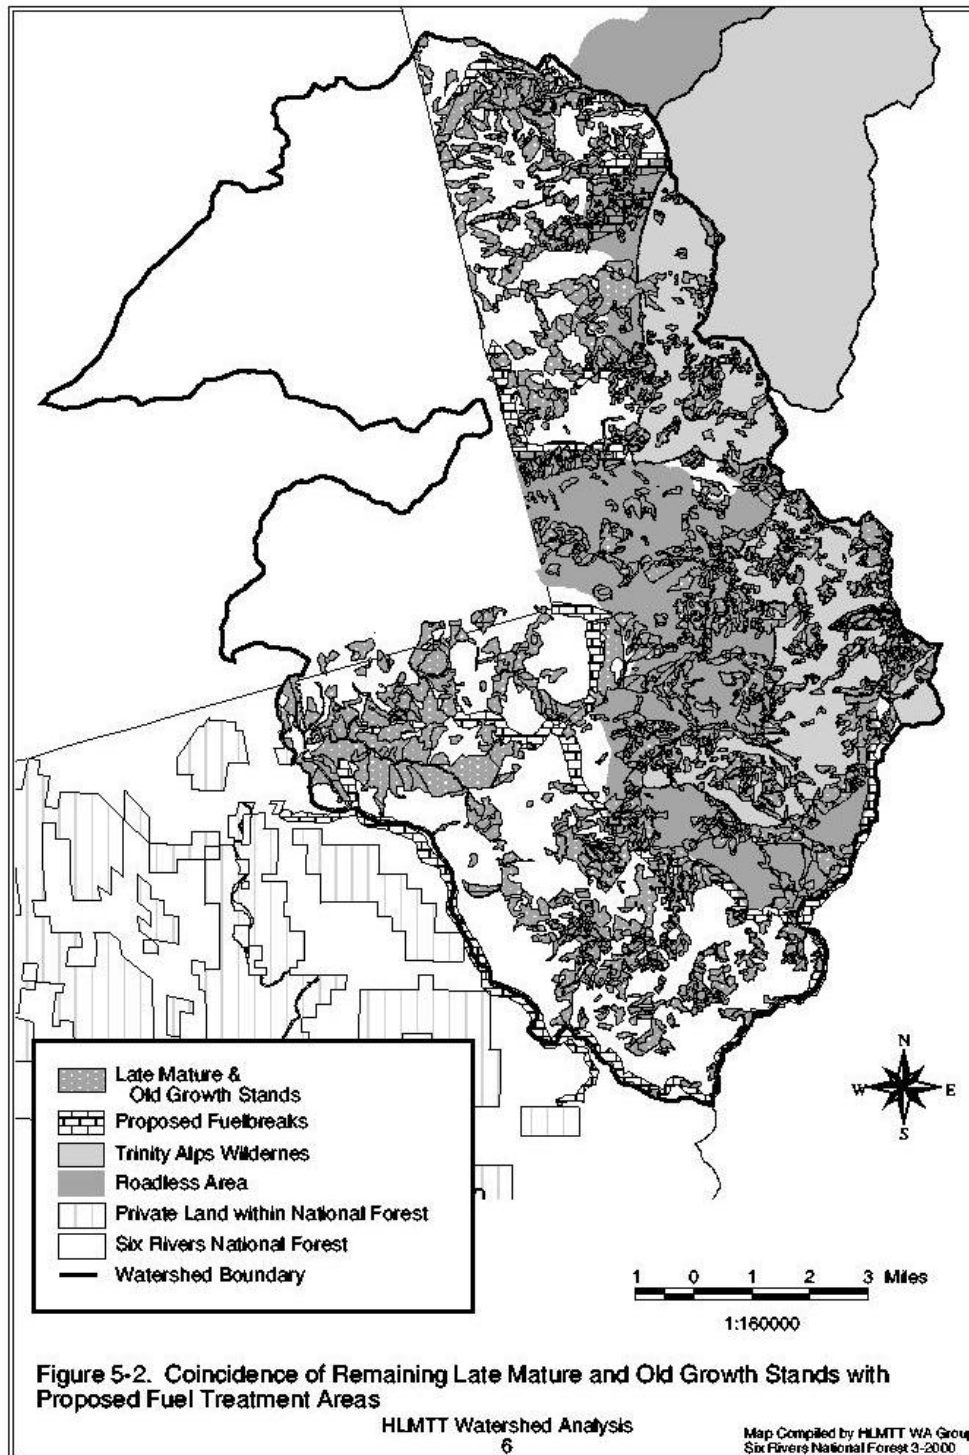 N
W E
S
Late Mature &
Old Growth Stands
Proposed Fuelbreaks
Trinity Alps Wildernes
Roadless Area
Private Land within National Forest
Six Rivers National Forest
Watershed Boundary
1 0 1 2 3 Miles
1:160000
Figure 5-2. Coincidence of Remaining Late Mature and Old Growth Stands with
Proposed Fuel Treatment Areas
HLMTT Watershed Analysis
6
Map Compiled by HLMTT WA Group
Six Rivers National Forest 3-2000